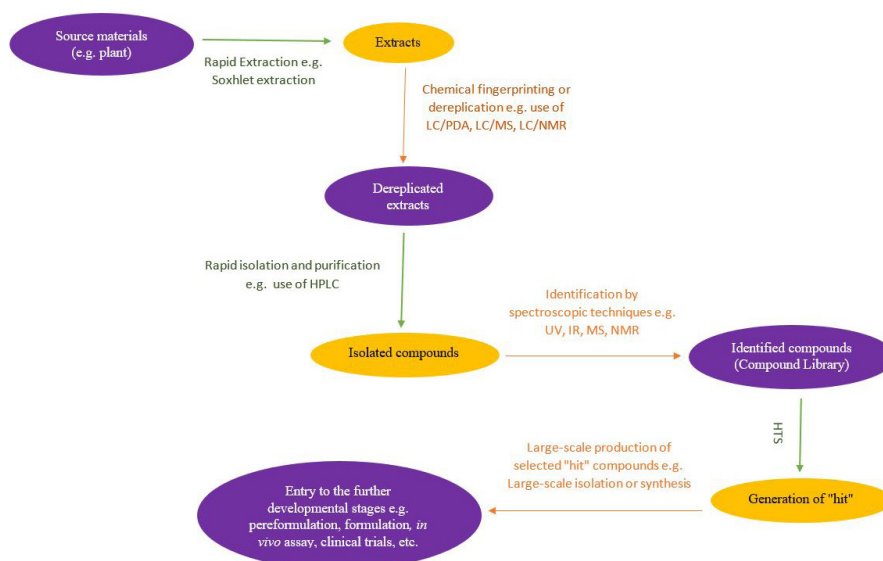 Source materials
(e.g. plant)
Rapid Extraction e.g.
Soxhlet extraction
Extracts
Chemical fingerprinting or
dereplication e.g. use of
LC/PDA, LC/MS, LC/NMR
Dereplicated
extracts
Rapid isolation and purification
e.g. use of HPLC
Isolated compounds
Identification by
spectroscopic techniques e.g.
UV, IR, MS, NMR
Identified compounds
(Compound Library)
HTS
Generation of "hit"
Large-scale production of
selected "hit" compounds e.g.
Large-scale isolation or synthesis
Entry to the further
developmental stages e.g.
pereformulation, formulation, in
vivo assay, clinical trials, etc.